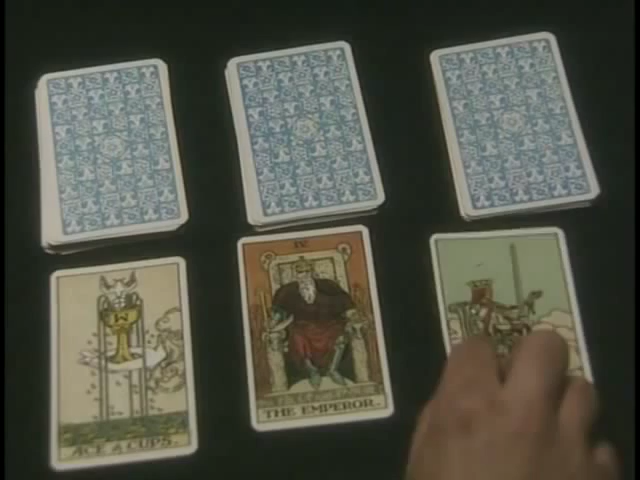 IV.
ACE of CUPS.
THE EMPEROR.